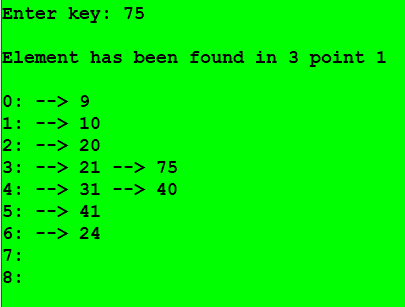 Enter key: 75
Element has been found in 3 point 1
0: --> 9
1: --> 10
2: --> 20
3: --> 21 --> 75
4: --> 31 --> 40
5: --> 41
6: --> 24
7:
8: